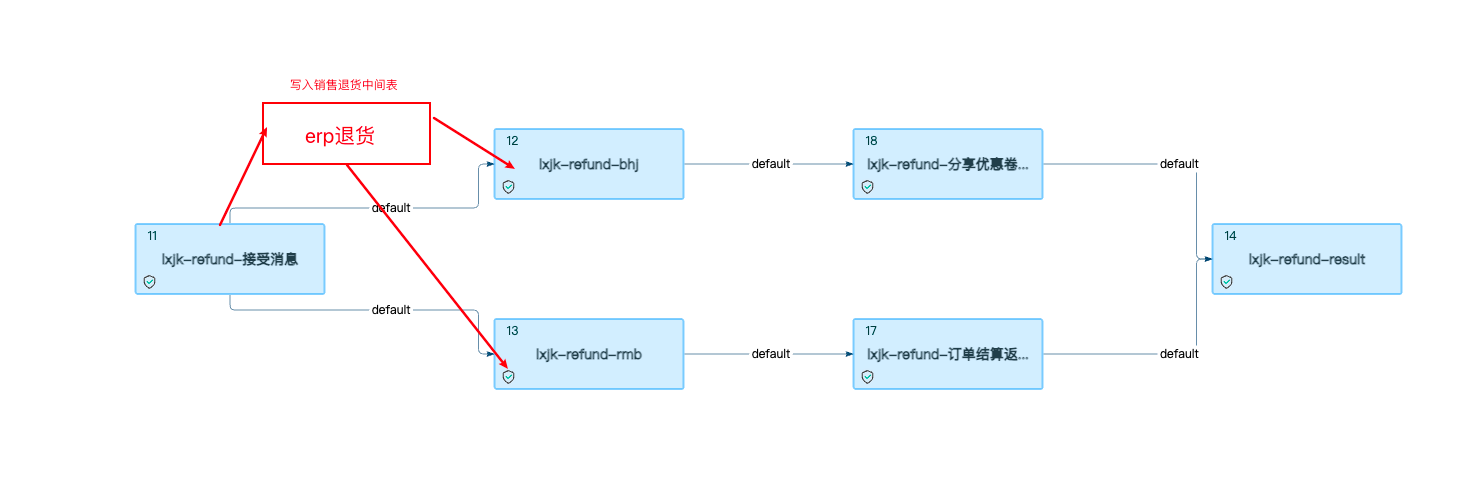 写入销售退货中间表
erp退货
12
lxjk-refund-bhj
default
18
lxjk-refund-分享优惠卷...
default
default
11
lxjk-refund-接受消息
14
lxjk-refund-result
default
13
lxjk-refund-rmb
default
17
lxjk-refund-订单结算返...
default